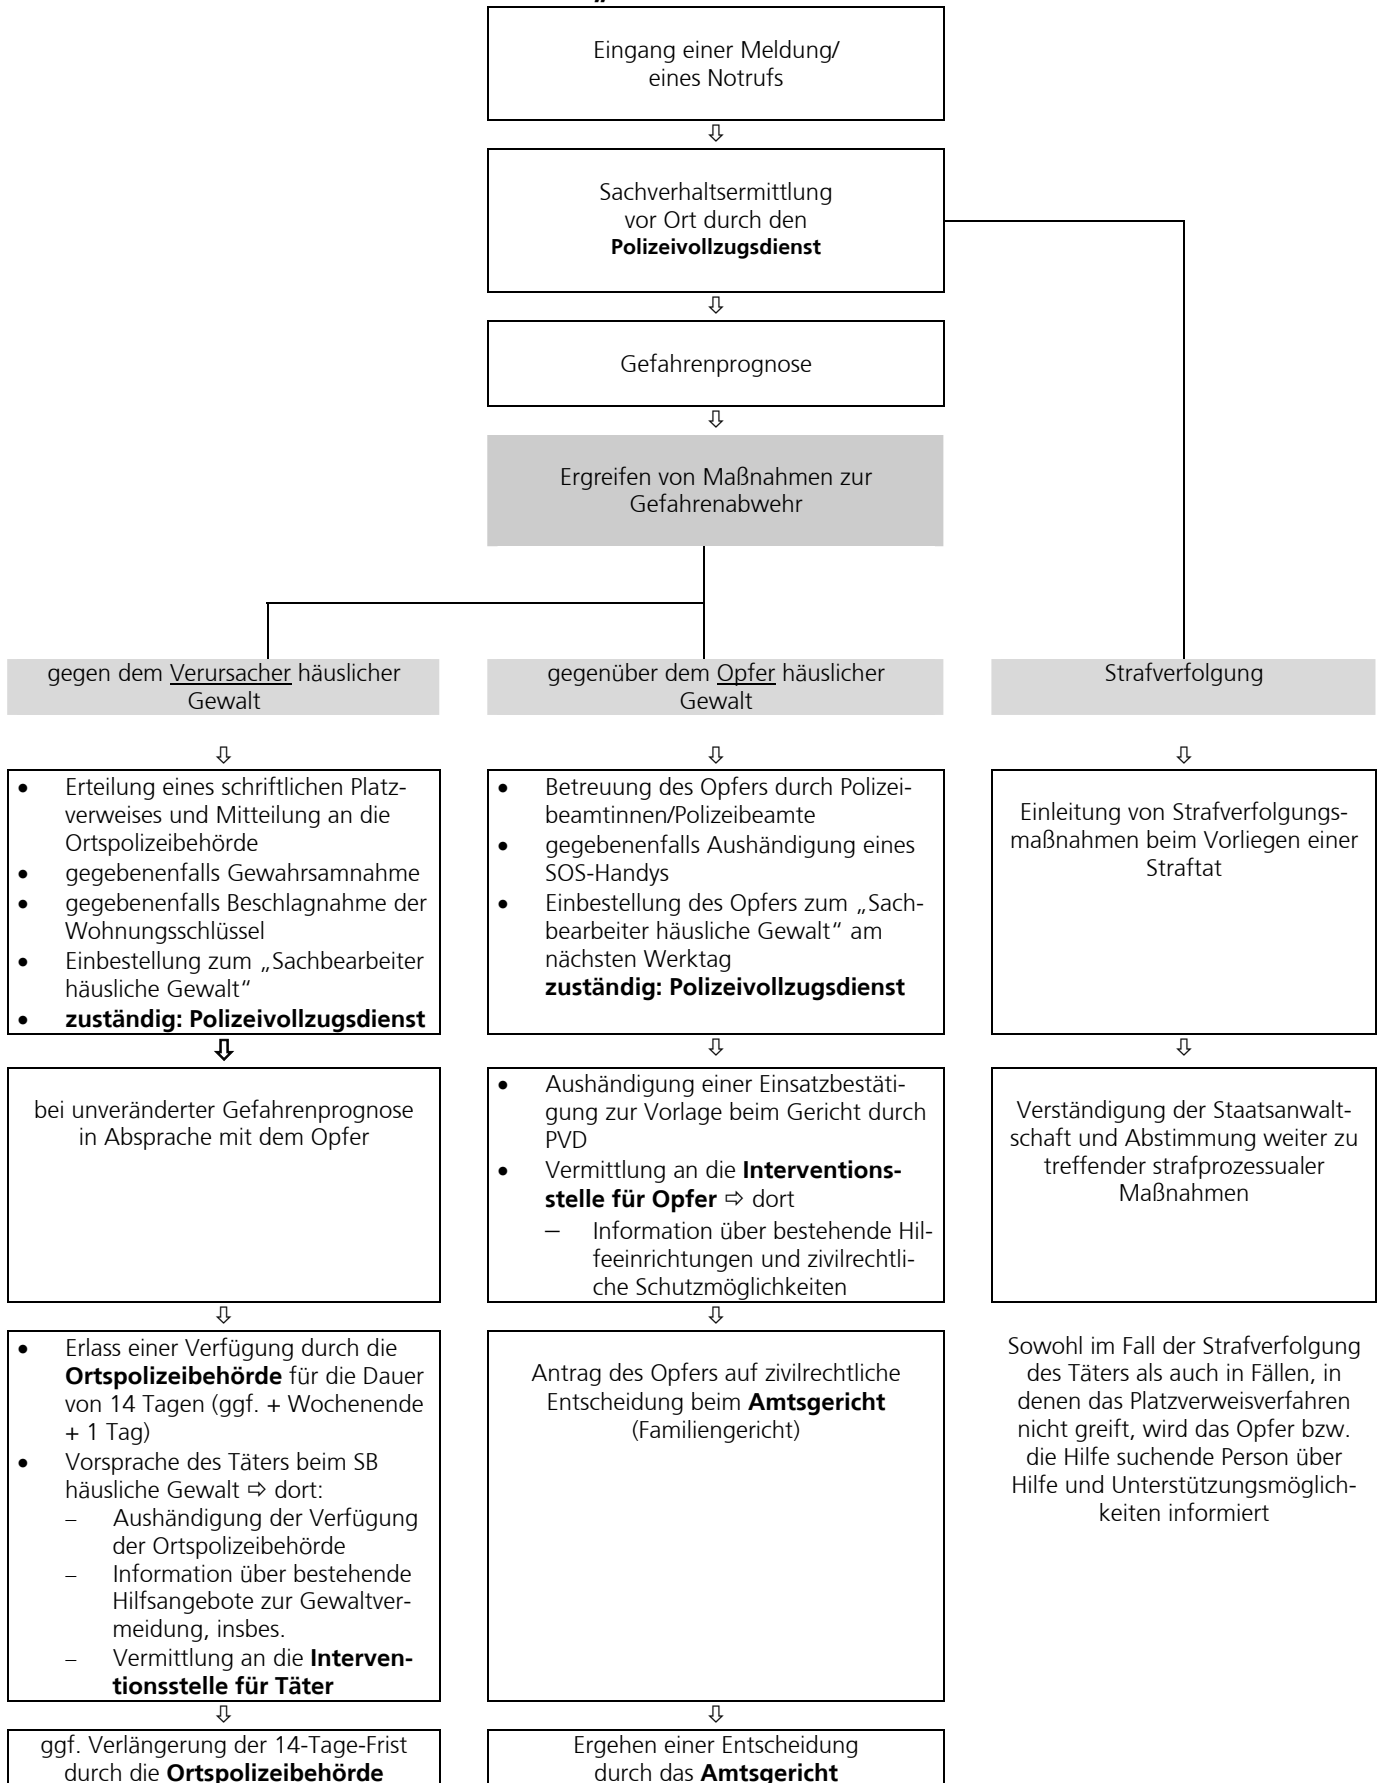 Eingang einer Meldung/
eines Notrufs
⇩
Sachverhaltsermittlung
vor Ort durch den
Polizeivollzugsdienst
⇩
Gefahrenprognose
⇩
Ergreifen von Maßnahmen zur
Gefahrenabwehr
gegen dem Verursacher häuslicher
Gewalt
⇩
• Erteilung eines schriftlichen Platz-
verweises und Mitteilung an die
Ortspolizeibehörde
• gegebenenfalls Gewahrsamnahme
• gegebenenfalls Beschlagnahme der
Wohnungsschlüssel
• Einbestellung zum „Sachbearbeiter
häusliche Gewalt“
• zuständig: Polizeivollzugsdienst
⇩
bei unveränderter Gefahrenprognose
in Absprache mit dem Opfer
⇩
• Erlass einer Verfügung durch die
Ortspolizeibehörde für die Dauer
von 14 Tagen (ggf. + Wochenende
+ 1 Tag)
• Vorsprache des Täters beim SB
häusliche Gewalt ⇨ dort:
– Aushändigung der Verfügung
der Ortspolizeibehörde
– Information über bestehende
Hilfsangebote zur Gewaltver-
meidung, insbes.
– Vermittlung an die Interven-
tionsstelle für Täter
⇩
ggf. Verlängerung der 14-Tage-Frist
durch die Ortspolizeibehörde
gegenüber dem Opfer häuslicher
Gewalt
⇩
• Betreuung des Opfers durch Polizei-
beamtinnen/Polizeibeamte
• gegebenenfalls Aushändigung eines
SOS-Handys
• Einbestellung des Opfers zum „Sach-
bearbeiter häusliche Gewalt“ am
nächsten Werktag
zuständig: Polizeivollzugsdienst
⇩
• Aushändigung einer Einsatzbestäti-
gung zur Vorlage beim Gericht durch
PVD
• Vermittlung an die Interventions-
stelle für Opfer ⇨ dort
– Information über bestehende Hil-
feeinrichtungen und zivilrechtli-
che Schutzmöglichkeiten
⇩
Antrag des Opfers auf zivilrechtliche
Entscheidung beim Amtsgericht
(Familiengericht)
⇩
Ergehen einer Entscheidung
durch das Amtsgericht
Strafverfolgung
⇩
Einleitung von Strafverfolgungs-
maßnahmen beim Vorliegen einer
Straftat
⇩
Verständigung der Staatsanwalt-
schaft und Abstimmung weiter zu
treffender strafprozessualer
Maßnahmen
Sowohl im Fall der Strafverfolgung
des Täters als auch in Fällen, in
denen das Platzverweisverfahren
nicht greift, wird das Opfer bzw.
die Hilfe suchende Person über
Hilfe und Unterstützungsmöglich-
keiten informiert